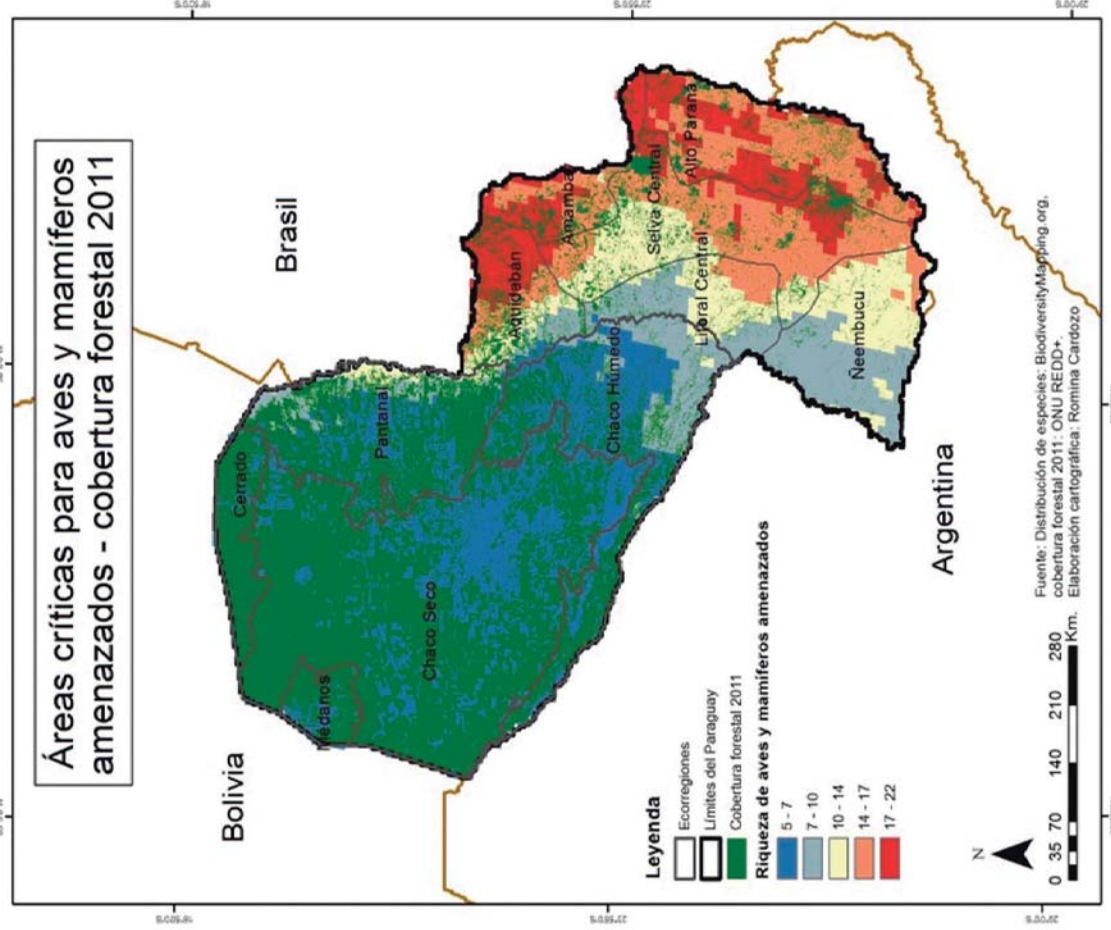 Áreas críticas para aves y mamíferos
amenazados - cobertura forestal 2011
Bolivia
Brasil
Argentina
Cerrado
Médanos
Pantanal
Chaco Seco
Aquidabán
Amambay
Chaco Húmedo
Selva Central
Alto Paraná
Litoral Central
Ñeembucu
Leyenda
Ecorregiones
Límites del Paraguay
Cobertura forestal 2011
Riqueza de aves y mamíferos amenazados
5 - 7
7 - 10
10 - 14
14 - 17
17 - 22
N
0 35 70 140 210 280
Km.
Fuente: Distribución de especies: BiodiversityMapping.org,
cobertura forestal 2011: ONU REDD+.
Elaboración cartográfica: Romina Cardozo